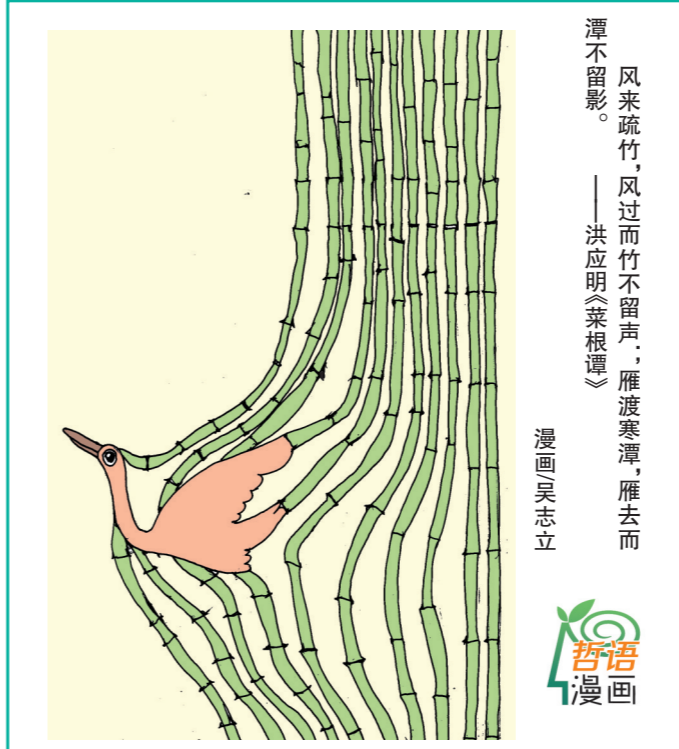 风来疏竹，风过而竹不留声；雁渡寒潭，雁去而
潭不留影。 ——洪应明《菜根谭》
漫画/吴志立
哲语
漫画